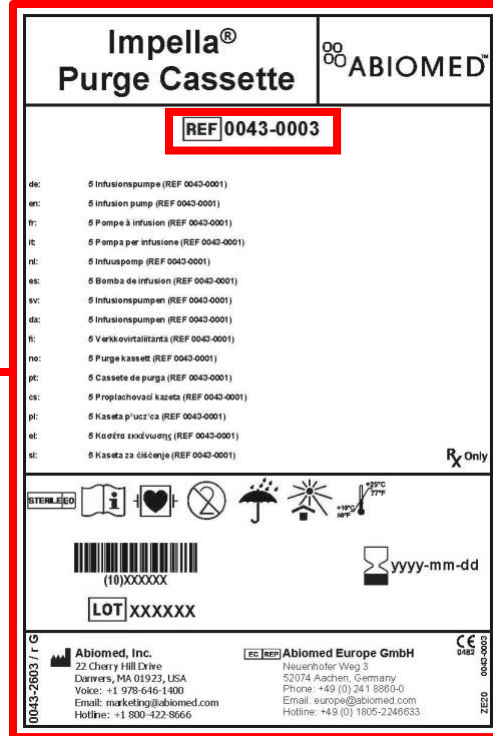 Impella®
Purge Cassette
ABIOMED™
REF 0043-0003
de: 5 Infusionspumpe (REF 0043-0001)
en: 5 infusion pump (REF 0043-0001)
fr: 5 Pompe à infusion (REF 0043-0001)
it: 5 Pompa per infusione (REF 0043-0001)
nl: 5 Infuuspomp (REF 0043-0001)
es: 5 Bomba de infusion (REF 0043-0001)
sv: 5 Infusionspumpen (REF 0043-0001)
da: 5 Infusionspumpen (REF 0043-0001)
fi: 5 Verkkovirtaliitäntä (REF 0043-0001)
no: 5 Purge kassett (REF 0043-0001)
pt: 5 Cassete de purga (REF 0043-0001)
cs: 5 Proplachovací kazeta (REF 0043-0001)
pl: 5 Kaseta p'ucz'ca (REF 0043-0001)
el: 5 Κασέτα εκκένωσης (REF 0043-0001)
sl: 5 Kaseta za čiščenje (REF 0043-0001)
Rx Only
STERILE EO
2
+25°C
77°F
+10°C
50°F
(10)XXXXXX
yyyy-mm-dd
LOT XXXXXX
0043-2603 / r G
Abiomed, Inc.
22 Cherry Hill Drive
Danvers, MA 01923, USA
Voice: +1 978-646-1400
Email: marketing@abiomed.com
Hotline: +1 800-422-8666
EC REP Abiomed Europe GmbH
Neuenhofer Weg 3
52074 Aachen, Germany
Phone: +49 (0) 241 8860-0
Email: europe@abiomed.com
Hotline: +49 (0) 1805-2246633
CE
0482
ZE20 0043-0003